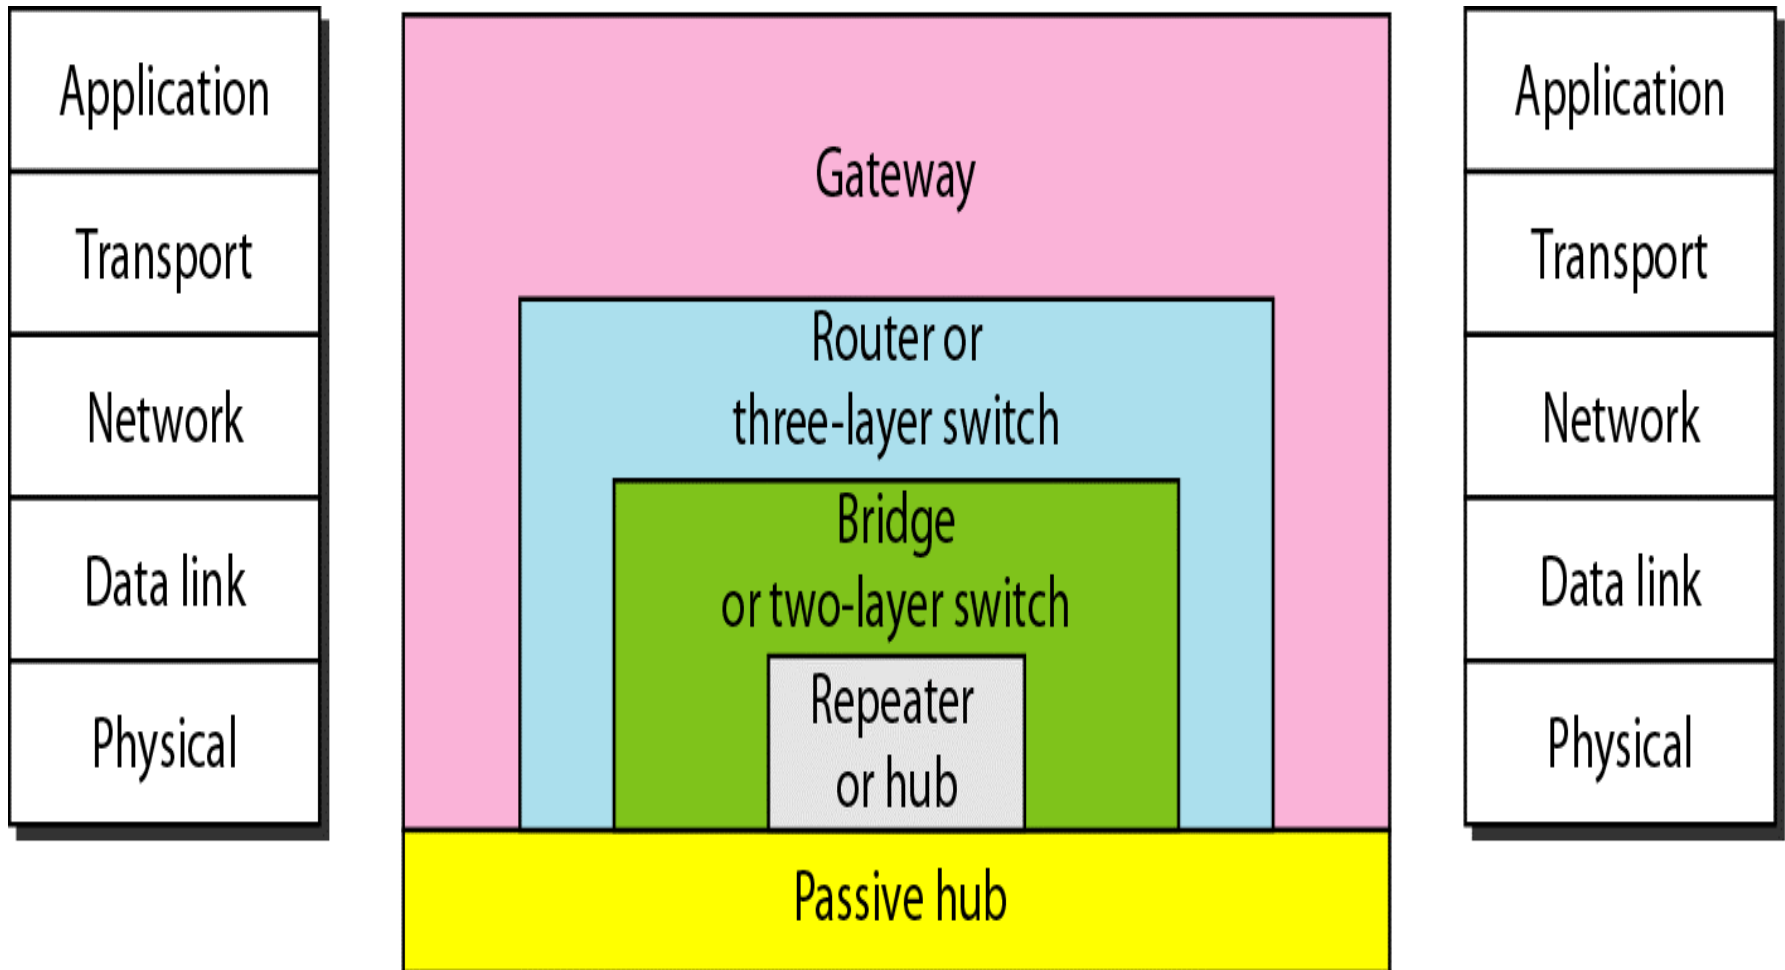 Application
Transport
Network
Data link
Physical
Gateway
Router or
three-layer switch
Bridge
or two-layer switch
Repeater
or hub
Passive hub
Application
Transport
Network
Data link
Physical